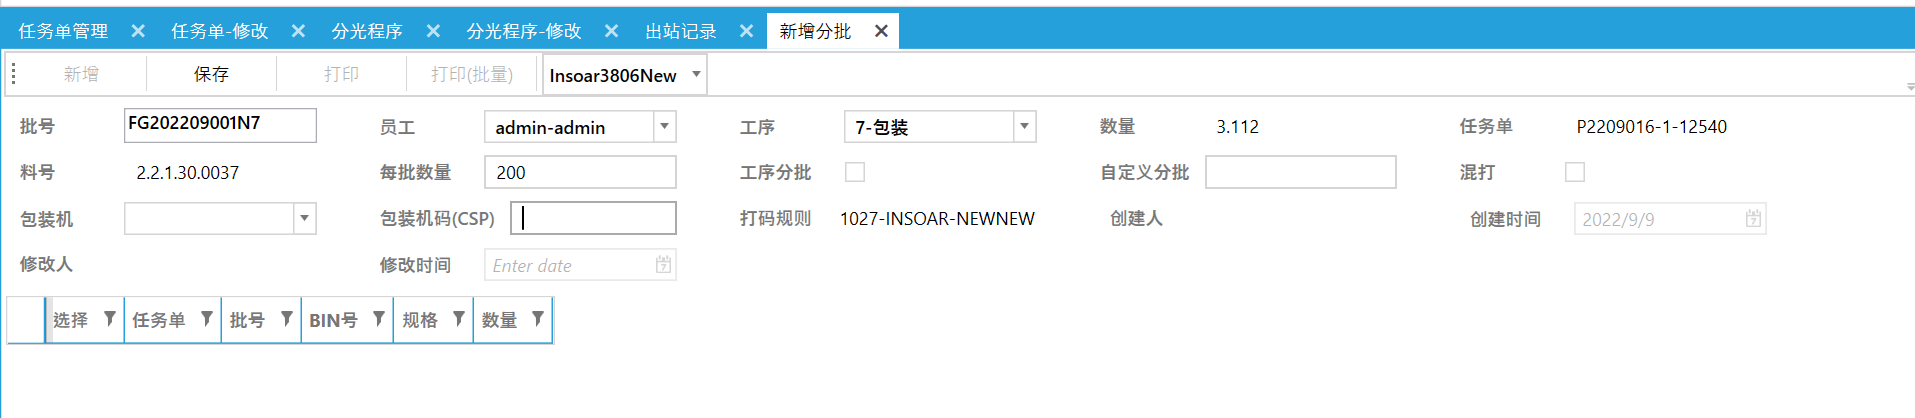 任务单管理 任务单-修改 分光程序 分光程序-修改 出站记录 新增分批
新增 保存 打印 打印(批量) Insoar3806New
批号 FG202209001N7 员工 admin-admin 工序 7-包装 数量 3.112 任务单 P2209016-1-12540
料号 2.2.1.30.0037 每批数量 200 工序分批 自定义分批 混打
包装机 包装机码(CSP) 打码规则 1027-INSOAR-NEWNEW 创建人 创建时间 2022/9/9
修改人 修改时间 Enter date
选择 任务单 批号 BIN号 规格 数量